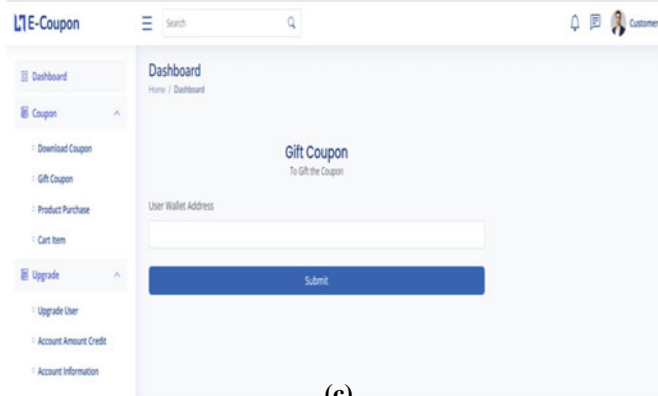 E-Coupon
Search
Customer
Dashboard
Coupon
Download Coupon
Gift Coupon
Product Purchase
Cart Item
Upgrade
Upgrade User
Account Amount Credit
Account Information
Dashboard
Home / Dashboard
Gift Coupon
To Gift the Coupon
User Wallet Address
Submit
(c)